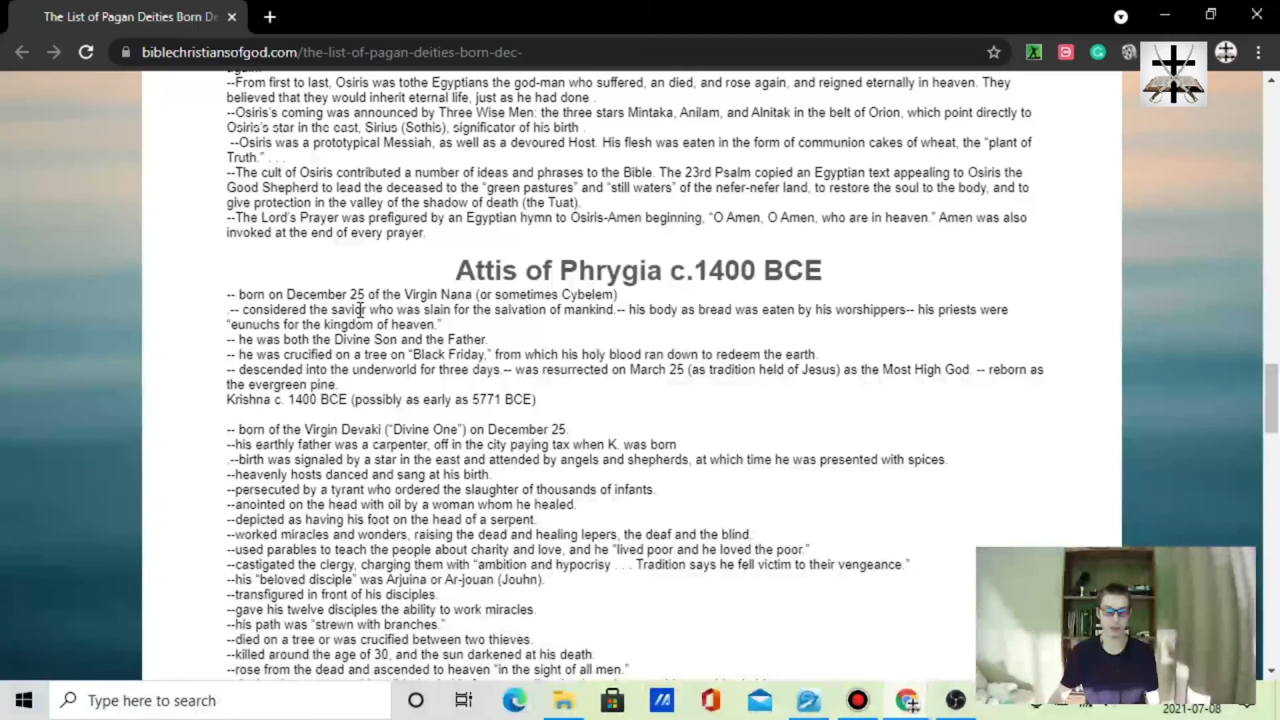 The List of Pagan Deities Born De
biblechristiansofgod.com/the-list-of-pagan-deities-born-dec-
--From first to last, Osiris was tothe Egyptians the god-man who suffered, an died, and rose again, and reigned eternally in heaven. They
believed that they would inherit eternal life, just as he had done .
--Osiris's coming was announced by Three Wise Men: the three stars Mintaka, Anilam, and Alnitak in the belt of Orion, which point directly to
Osiris's star in the east, Sirius (Sothis), significator of his birth .
--Osiris was a prototypical Messiah, as well as a devoured Host. His flesh was eaten in the form of communion cakes of wheat, the "plant of
Truth." . . .
--The cult of Osiris contributed a number of ideas and phrases to the Bible. The 23rd Psalm copied an Egyptian text appealing to Osiris the
Good Shepherd to lead the deceased to the "green pastures" and "still waters" of the nefer-nefer land, to restore the soul to the body, and to
give protection in the valley of the shadow of death (the Tuat).
--The Lord's Prayer was prefigured by an Egyptian hymn to Osiris-Amen beginning, "O Amen, O Amen, who are in heaven." Amen was also
invoked at the end of every prayer.
Attis of Phrygia c.1400 BCE
-- born on December 25 of the Virgin Nana (or sometimes Cybelem)
.-- considered the savior who was slain for the salvation of mankind.-- his body as bread was eaten by his worshippers-- his priests were
"eunuchs for the kingdom of heaven."
-- he was both the Divine Son and the Father.
-- he was crucified on a tree on "Black Friday," from which his holy blood ran down to redeem the earth.
-- descended into the underworld for three days.-- was resurrected on March 25 (as tradition held of Jesus) as the Most High God. -- reborn as
the evergreen pine.
Krishna c. 1400 BCE (possibly as early as 5771 BCE)
-- born of the Virgin Devaki ("Divine One") on December 25.
--his earthly father was a carpenter, off in the city paying tax when K. was born
.--birth was signaled by a star in the east and attended by angels and shepherds, at which time he was presented with spices.
--heavenly hosts danced and sang at his birth.
--persecuted by a tyrant who ordered the slaughter of thousands of infants.
--anointed on the head with oil by a woman whom he healed.
--depicted as having his foot on the head of a serpent.
--worked miracles and wonders, raising the dead and healing lepers, the deaf and the blind.
--used parables to teach the people about charity and love, and he "lived poor and he loved the poor."
--castigated the clergy, charging them with "ambition and hypocrisy . . . Tradition says he fell victim to their vengeance."
--his "beloved disciple" was Arjuina or Ar-jouan (Jouhn).
--transfigured in front of his disciples.
--gave his twelve disciples the ability to work miracles.
--his path was "strewn with branches."
--died on a tree or was crucified between two thieves.
--killed around the age of 30, and the sun darkened at his death.
--rose from the dead and ascended to heaven "in the sight of all men."
Type here to search
2021-07-08